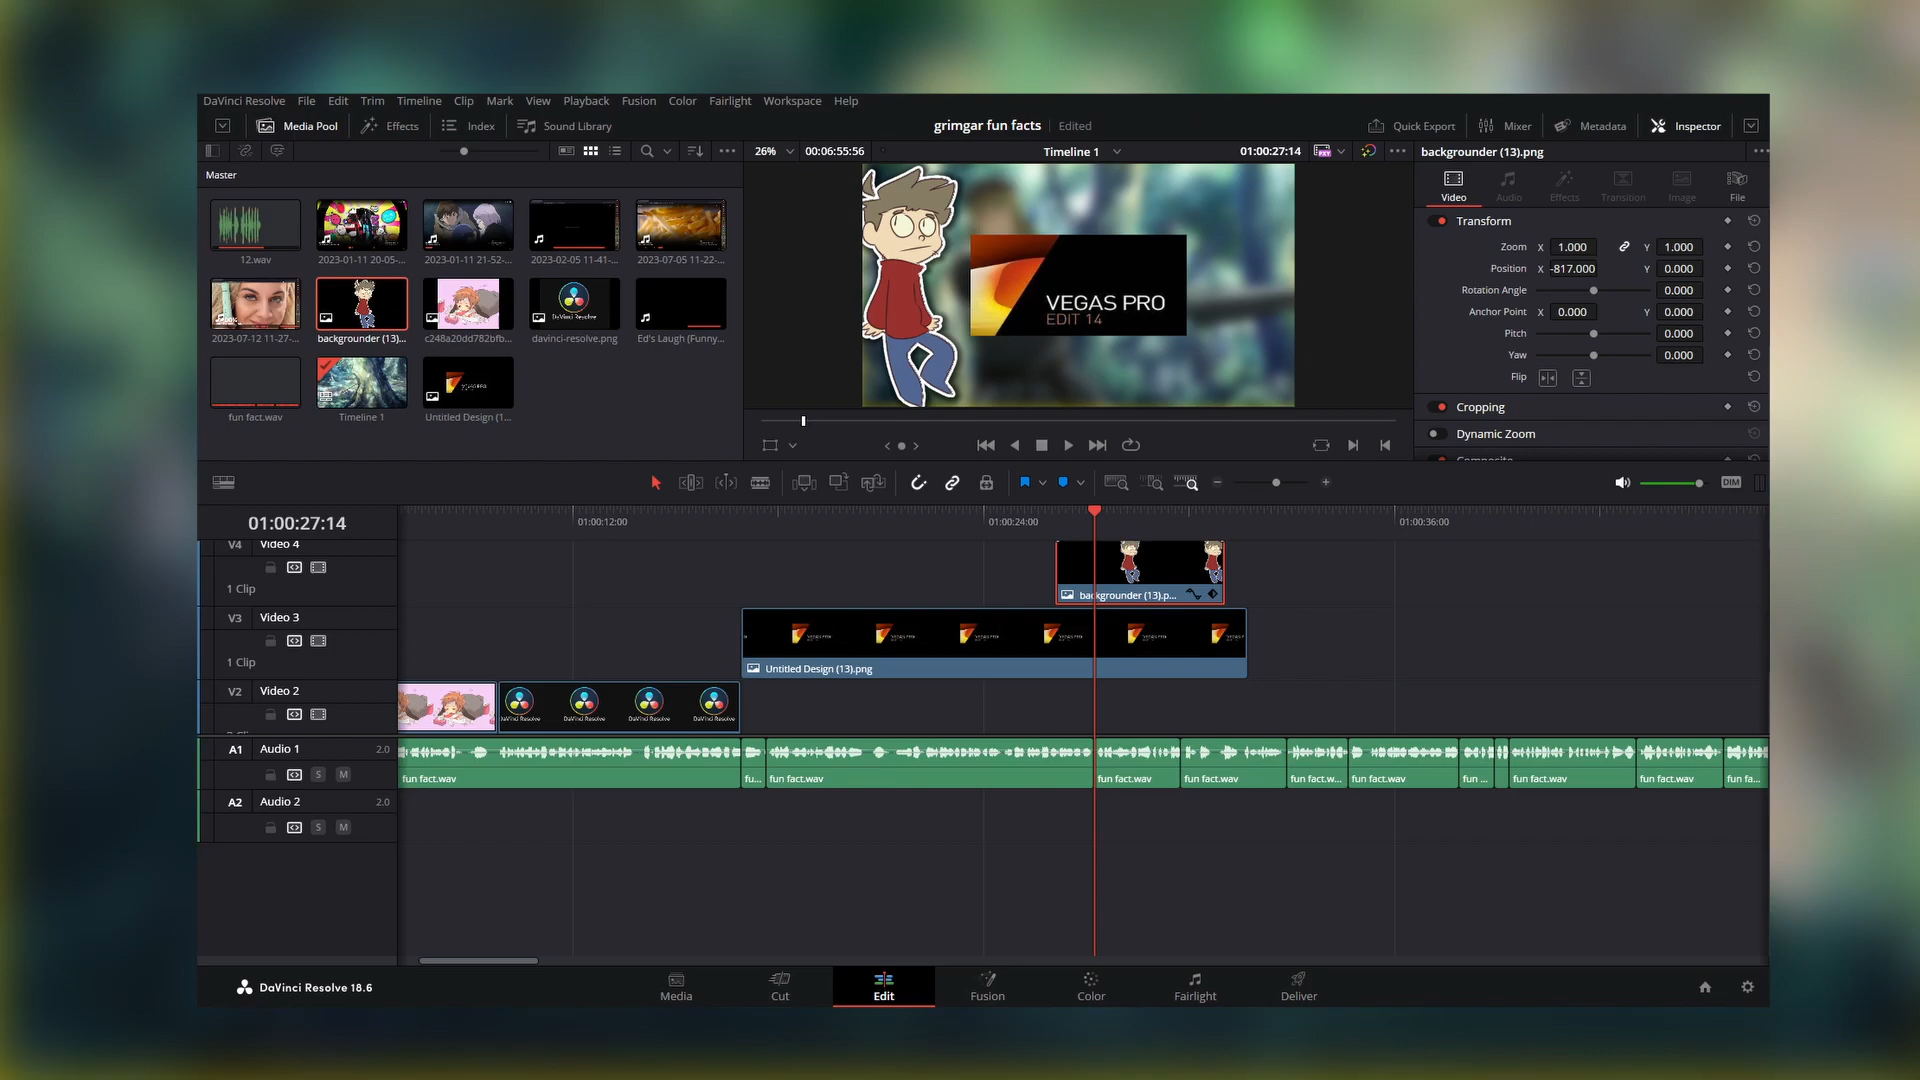 DaVinci Resolve File Edit Trim Timeline Clip Mark View Playback Fusion Color Fairlight Workspace Help
Media Pool Effects Index Sound Library grimgar fun facts Edited Quick Export Mixer Metadata Inspector
26% 00:06:55:56 Timeline 1 01:00:27:14 backgrounder (13).png
Master
Video Audio Effects Transition Image File
Transform
Zoom X 1.000 Y 1.000
Position X -817.000 Y 0.000
Rotation Angle 0.000
Anchor Point X 0.000 Y 0.000
Pitch 0.000
Yaw 0.000
Flip
Cropping
Dynamic Zoom
12.wav 2023-01-11 20-05-... 2023-01-11 21-52-... 2023-02-05 11-41-... 2023-07-05 11-22-...
DaVinci Resolve
2023-07-12 11-27-... backgrounder (13)... c248a20dd782bfb... davinci-resolve.png Ed's Laugh (Funny...
fun fact.wav Timeline 1 Untitled Design (1...
VEGAS PRO
EDIT 14
DIM
01:00:27:14 01:00:12:00 01:00:24:00 01:00:36:00
V4 Video 4
1 Clip
backgrounder (13).p...
V3 Video 3
1 Clip
Untitled Design (13).png
V2 Video 2
DaVinci Resolve DaVinci Resolve DaVinci Resolve
A1 Audio 1 2.0
S M
fun fact.wav fu... fun fact.wav fun fact.wav fun fact.wav fun fact.w... fun fact.wav fun ... fun fact.wav fun fact.wav fun fa...
A2 Audio 2 2.0
S M
DaVinci Resolve 18.6 Media Cut Edit Fusion Color Fairlight Deliver